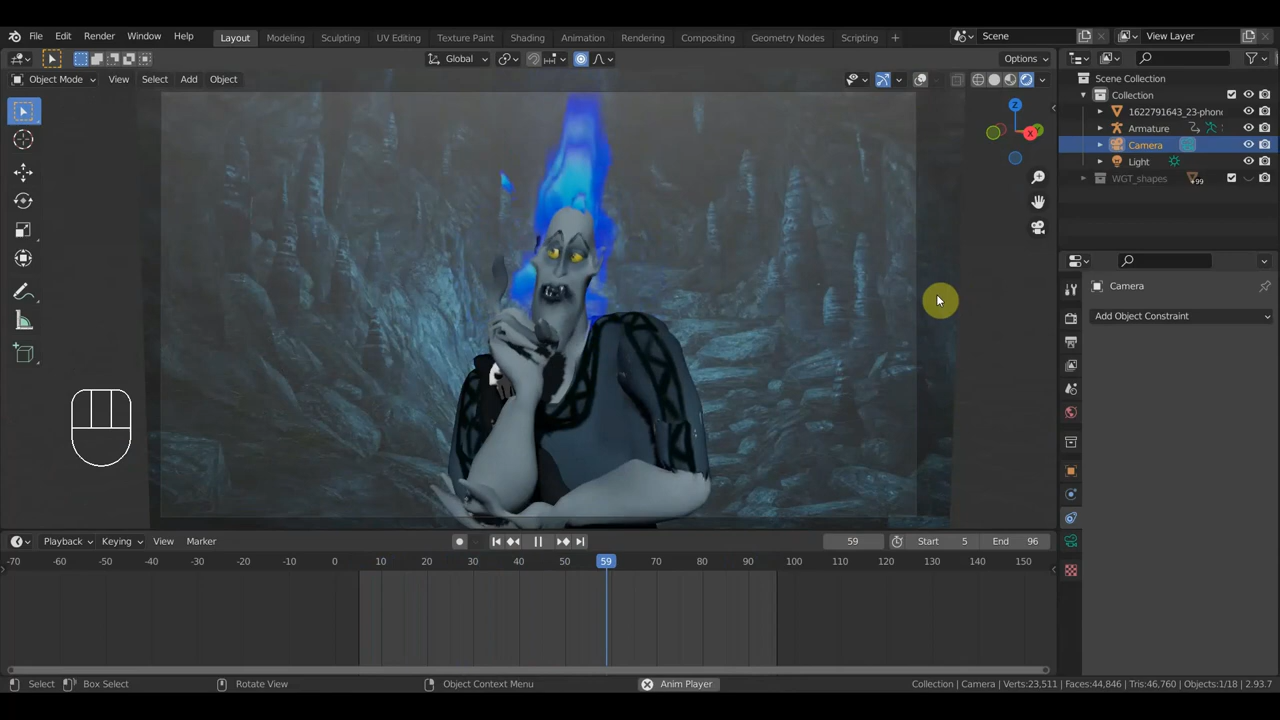 File Edit Render Window Help Layout Modeling Sculpting UV Editing Texture Paint Shading Animation Rendering Compositing Geometry Nodes Scripting + Scene View Layer
Global Options
Object Mode View Select Add Object
Scene Collection
Collection
1622791643_23-phon
Armature
Camera
Light
WGT_shapes 99
Z
X
Camera
Add Object Constraint
Playback Keying View Marker 59 Start 5 End 96
-70 -60 -50 -40 -30 -20 -10 0 10 20 30 40 50 59 70 80 90 100 110 120 130 140 150
Select Box Select Rotate View Object Context Menu Anim Player Collection | Camera | Verts:23,511 | Faces:44,846 | Tris:46,760 | Objects:1/18 | 2.93.7